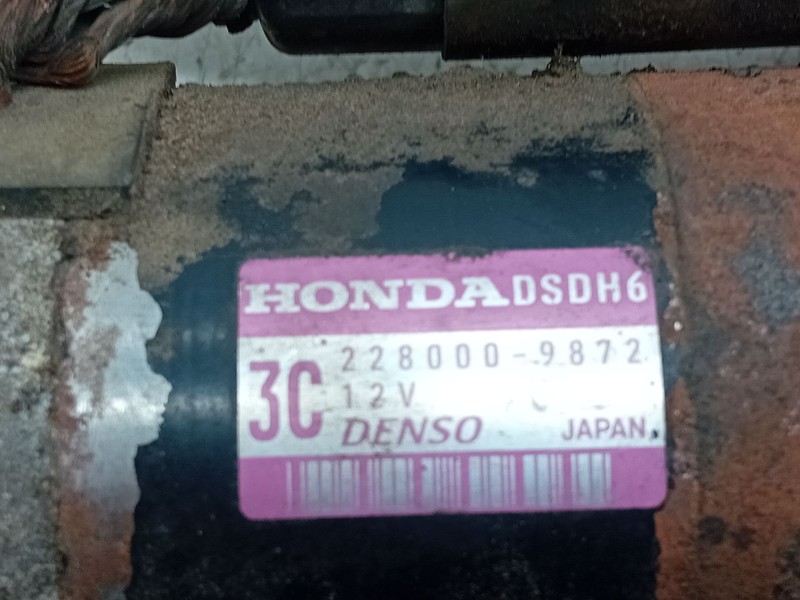 HONDA DSDH6
3C 228000-9872
12V
DENSO JAPAN